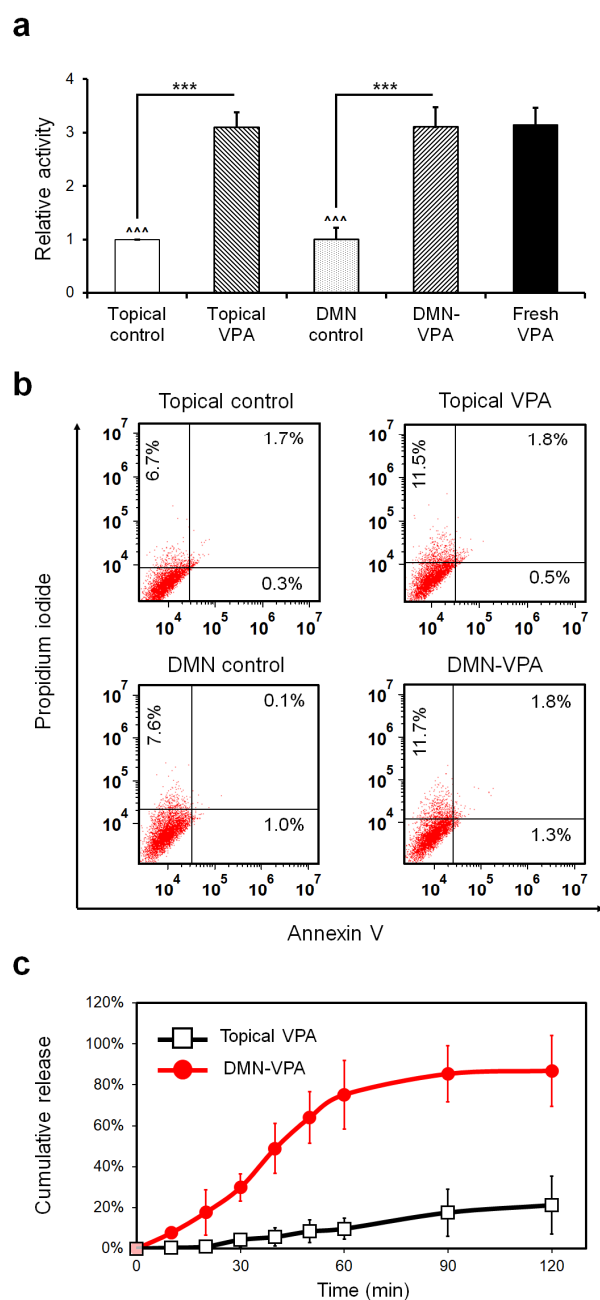 a
4
3
2
1
0
Relative activity
***
***
^^^
^^^
Topical control
Topical VPA
DMN control
DMN-VPA
Fresh VPA
b
Propidium iodide
Topical control
10^7
10^6
10^5
10^4
6.7%
1.7%
0.3%
10^4 10^5 10^6 10^7
Topical VPA
10^7
10^6
10^5
10^4
11.5%
1.8%
0.5%
10^4 10^5 10^6 10^7
DMN control
10^7
10^6
10^5
10^4
7.6%
0.1%
1.0%
10^4 10^5 10^6 10^7
DMN-VPA
10^7
10^6
10^5
10^4
11.7%
1.8%
1.3%
10^4 10^5 10^6 10^7
Annexin V
c
Cumulative release
120%
100%
80%
60%
40%
20%
0%
Topical VPA
DMN-VPA
0 30 60 90 120
Time (min)